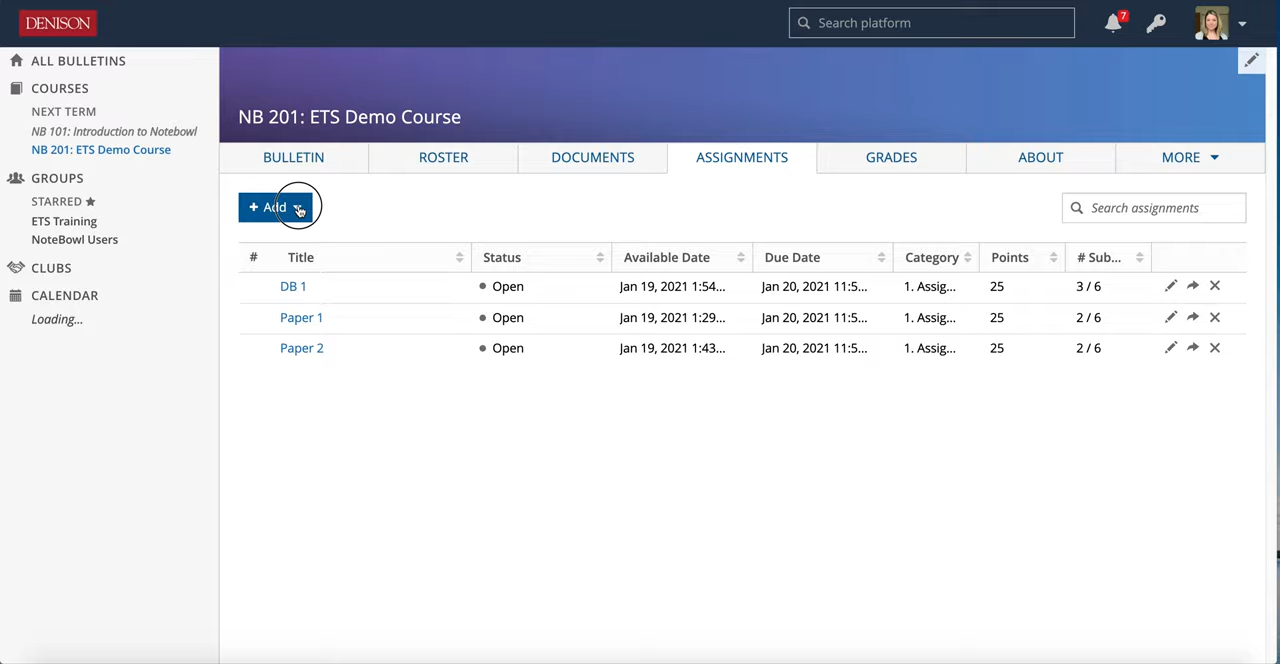 DENISON
Search platform
7
ALL BULLETINS
COURSES
NEXT TERM
NB 101: Introduction to Notebowl
NB 201: ETS Demo Course
GROUPS
STARRED
ETS Training
NoteBowl Users
CLUBS
CALENDAR
Loading...
NB 201: ETS Demo Course
BULLETIN ROSTER DOCUMENTS ASSIGNMENTS GRADES ABOUT MORE
+ Add
Search assignments
# Title Status Available Date Due Date Category Points # Sub...
DB 1 Open Jan 19, 2021 1:54... Jan 20, 2021 11:5... 1. Assig... 25 3 / 6
Paper 1 Open Jan 19, 2021 1:29... Jan 20, 2021 11:5... 1. Assig... 25 2 / 6
Paper 2 Open Jan 19, 2021 1:43... Jan 20, 2021 11:5... 1. Assig... 25 2 / 6